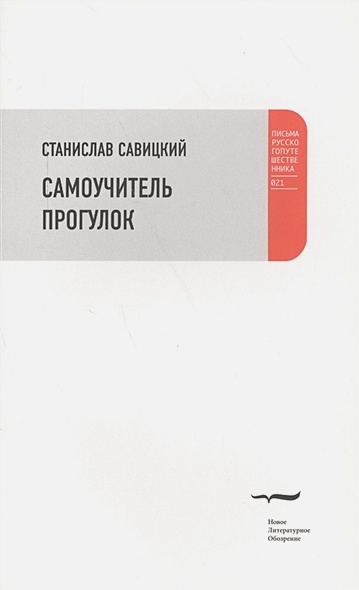 СТАНИСЛАВ САВИЦКИЙ
САМОУЧИТЕЛЬ
ПРОГУЛОК
ПИСЬМА
РУССКО
ГОПУТЕ
ШЕСТВЕ
ННИКА
021
Новое
Литературное
Обозрение